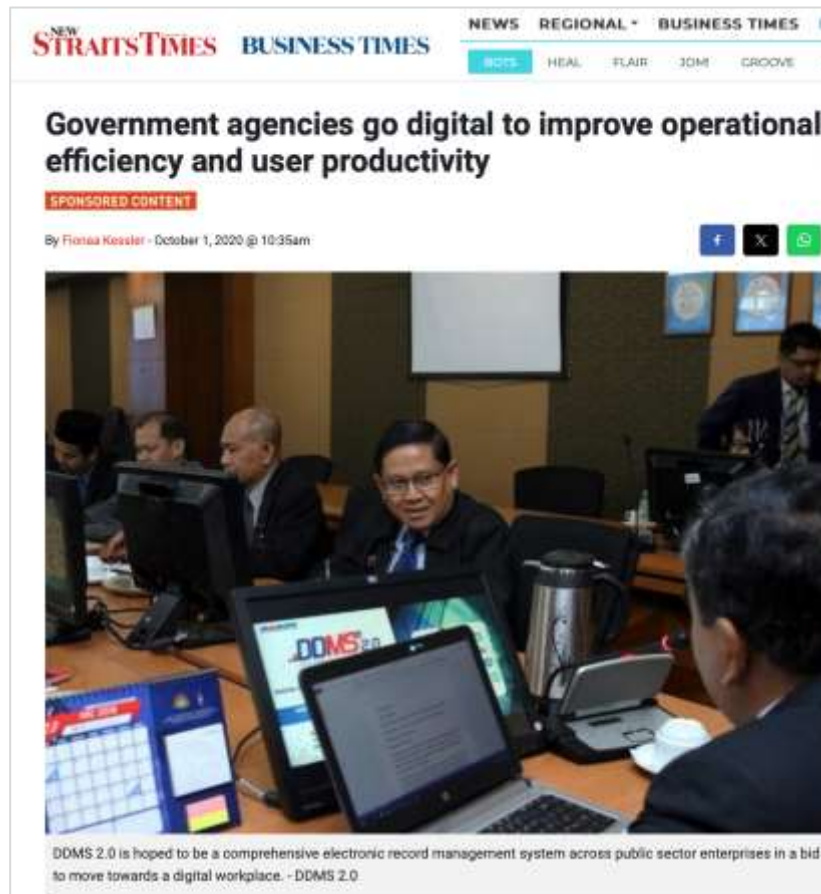 NEW
STRAITS TIMES BUSINESS TIMES
NEWS REGIONAL BUSINESS TIMES
BOTS HEAL FLAIR JOM! GROOVE
Government agencies go digital to improve operational
efficiency and user productivity
SPONSORED CONTENT
By Fionaa Kessler - October 1, 2020 @ 10:35am
DDMS 2.0
DDMS 2.0 is hoped to be a comprehensive electronic record management system across public sector enterprises in a bid
to move towards a digital workplace. - DDMS 2.0